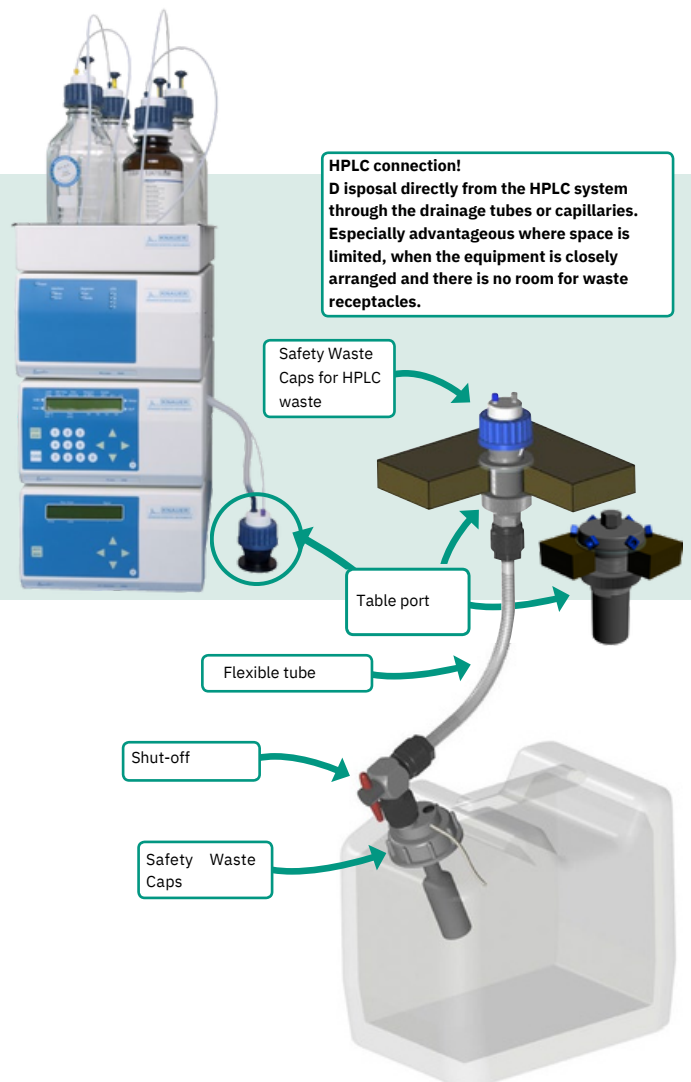 HPLC connection!
D isposal directly from the HPLC system
through the drainage tubes or capillaries.
Especially advantageous where space is
limited, when the equipment is closely
arranged and there is no room for waste
receptacles.
Safety Waste
Caps for HPLC
waste
Table port
Flexible tube
Shut-off
Safety Waste
Caps